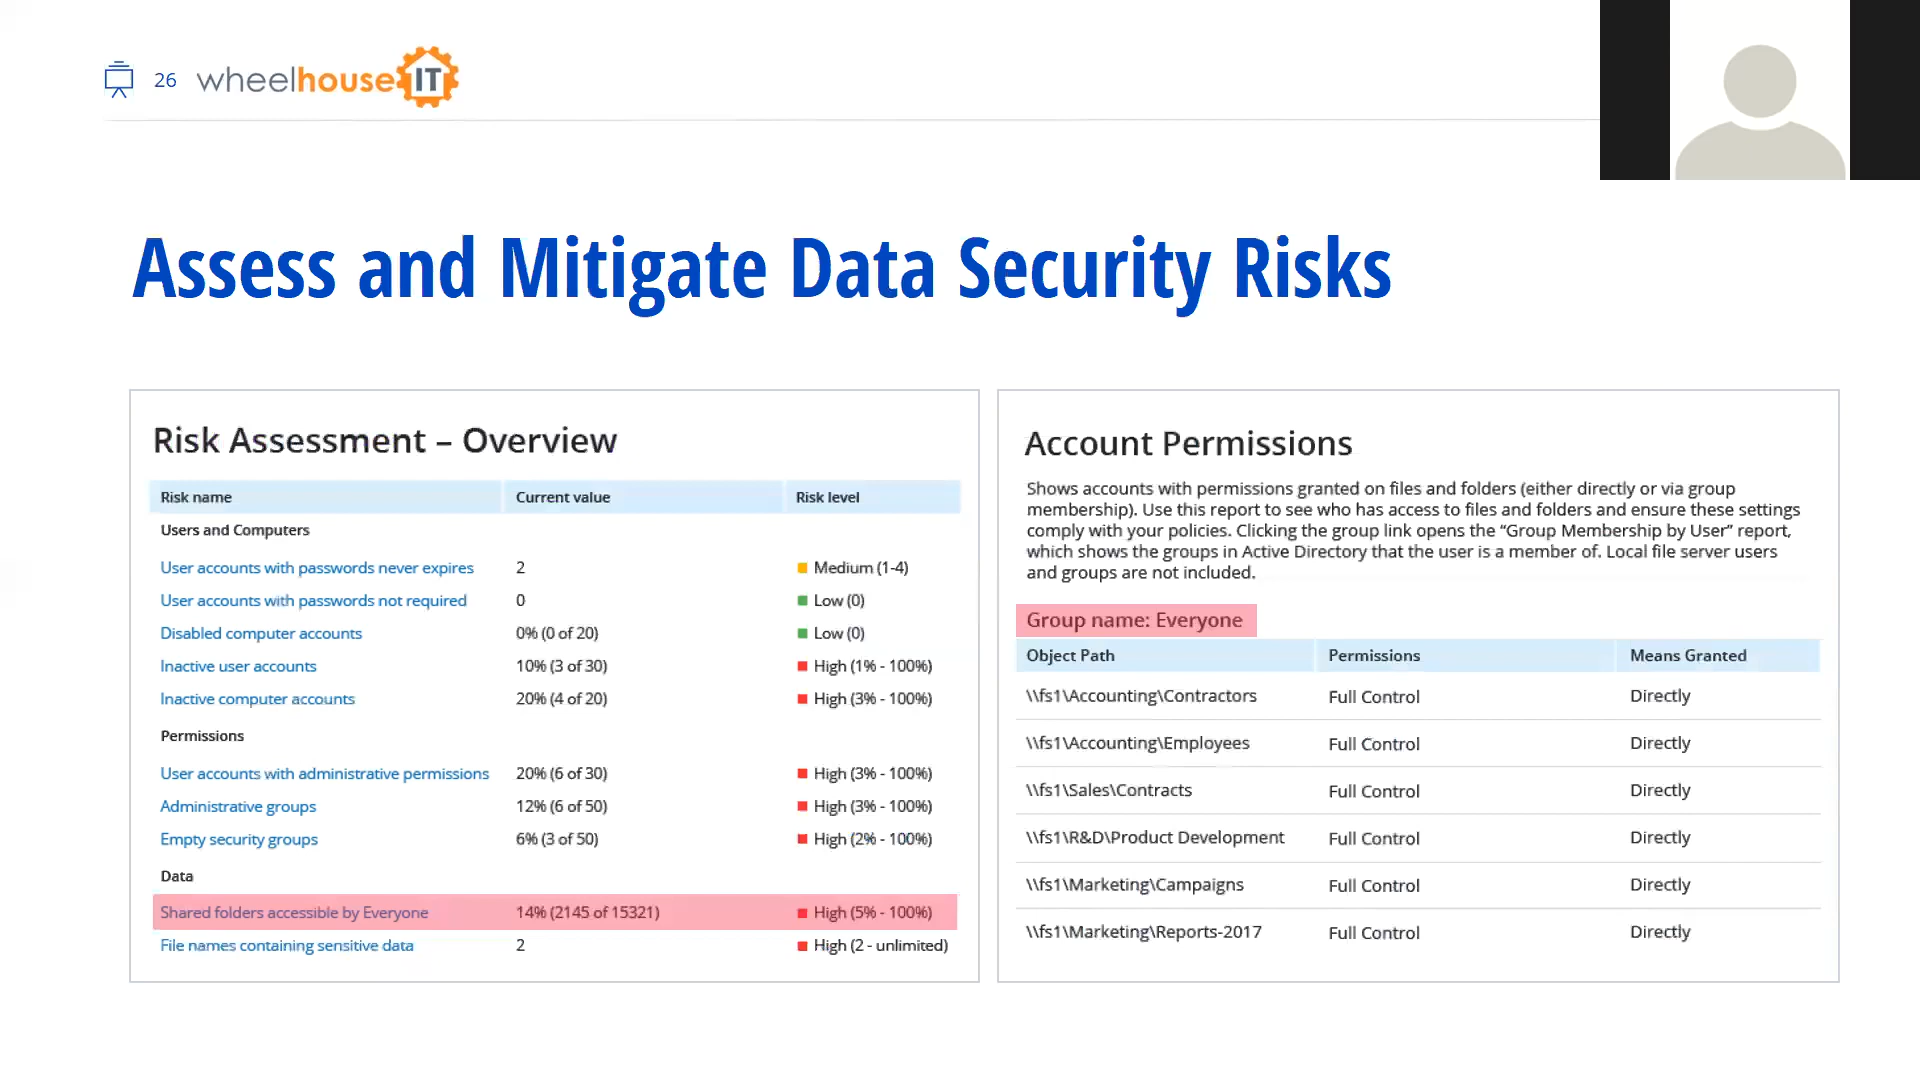 26 wheelhouse IT
Assess and Mitigate Data Security Risks
Risk Assessment – Overview
Risk name Current value Risk level
Users and Computers
User accounts with passwords never expires 2 Medium (1-4)
User accounts with passwords not required 0 Low (0)
Disabled computer accounts 0% (0 of 20) Low (0)
Inactive user accounts 10% (3 of 30) High (1% - 100%)
Inactive computer accounts 20% (4 of 20) High (3% - 100%)
Permissions
User accounts with administrative permissions 20% (6 of 30) High (3% - 100%)
Administrative groups 12% (6 of 50) High (3% - 100%)
Empty security groups 6% (3 of 50) High (2% - 100%)
Data
Shared folders accessible by Everyone 14% (2145 of 15321) High (5% - 100%)
File names containing sensitive data 2 High (2 - unlimited)
Account Permissions
Shows accounts with permissions granted on files and folders (either directly or via group
membership). Use this report to see who has access to files and folders and ensure these settings
comply with your policies. Clicking the group link opens the “Group Membership by User” report,
which shows the groups in Active Directory that the user is a member of. Local file server users
and groups are not included.
Group name: Everyone
Object Path Permissions Means Granted
\\fs1\Accounting\Contractors Full Control Directly
\\fs1\Accounting\Employees Full Control Directly
\\fs1\Sales\Contracts Full Control Directly
\\fs1\R&D\Product Development Full Control Directly
\\fs1\Marketing\Campaigns Full Control Directly
\\fs1\Marketing\Reports-2017 Full Control Directly